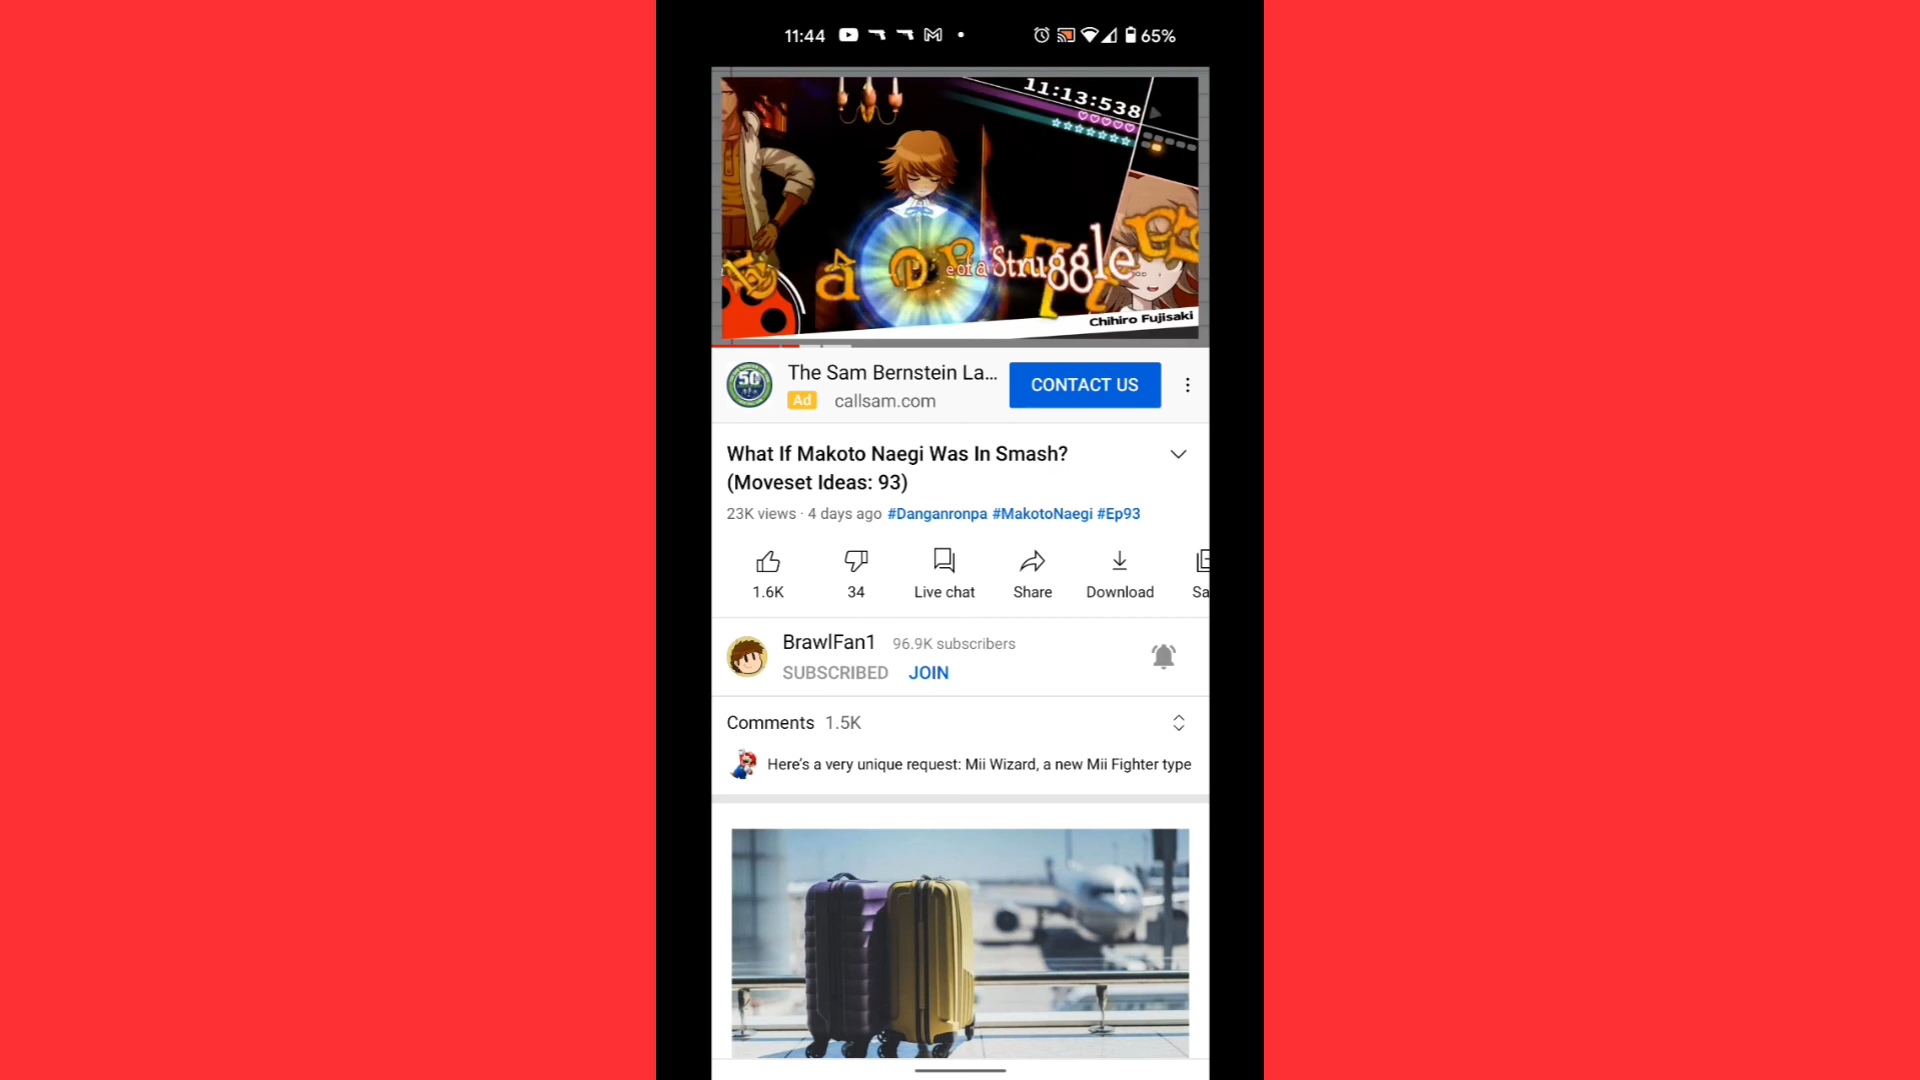 11:44
65%
11:13:538
e of a Struggle
Chihiro Fujisaki
50
The Sam Bernstein La...
CONTACT US
Ad
callsam.com
What If Makoto Naegi Was In Smash?
(Moveset Ideas: 93)
23K views · 4 days ago #Danganronpa #MakotoNaegi #Ep93
1.6K
34
Live chat
Share
Download
Sa
BrawlFan1
96.9K subscribers
SUBSCRIBED
JOIN
Comments 1.5K
Here's a very unique request: Mii Wizard, a new Mii Fighter type